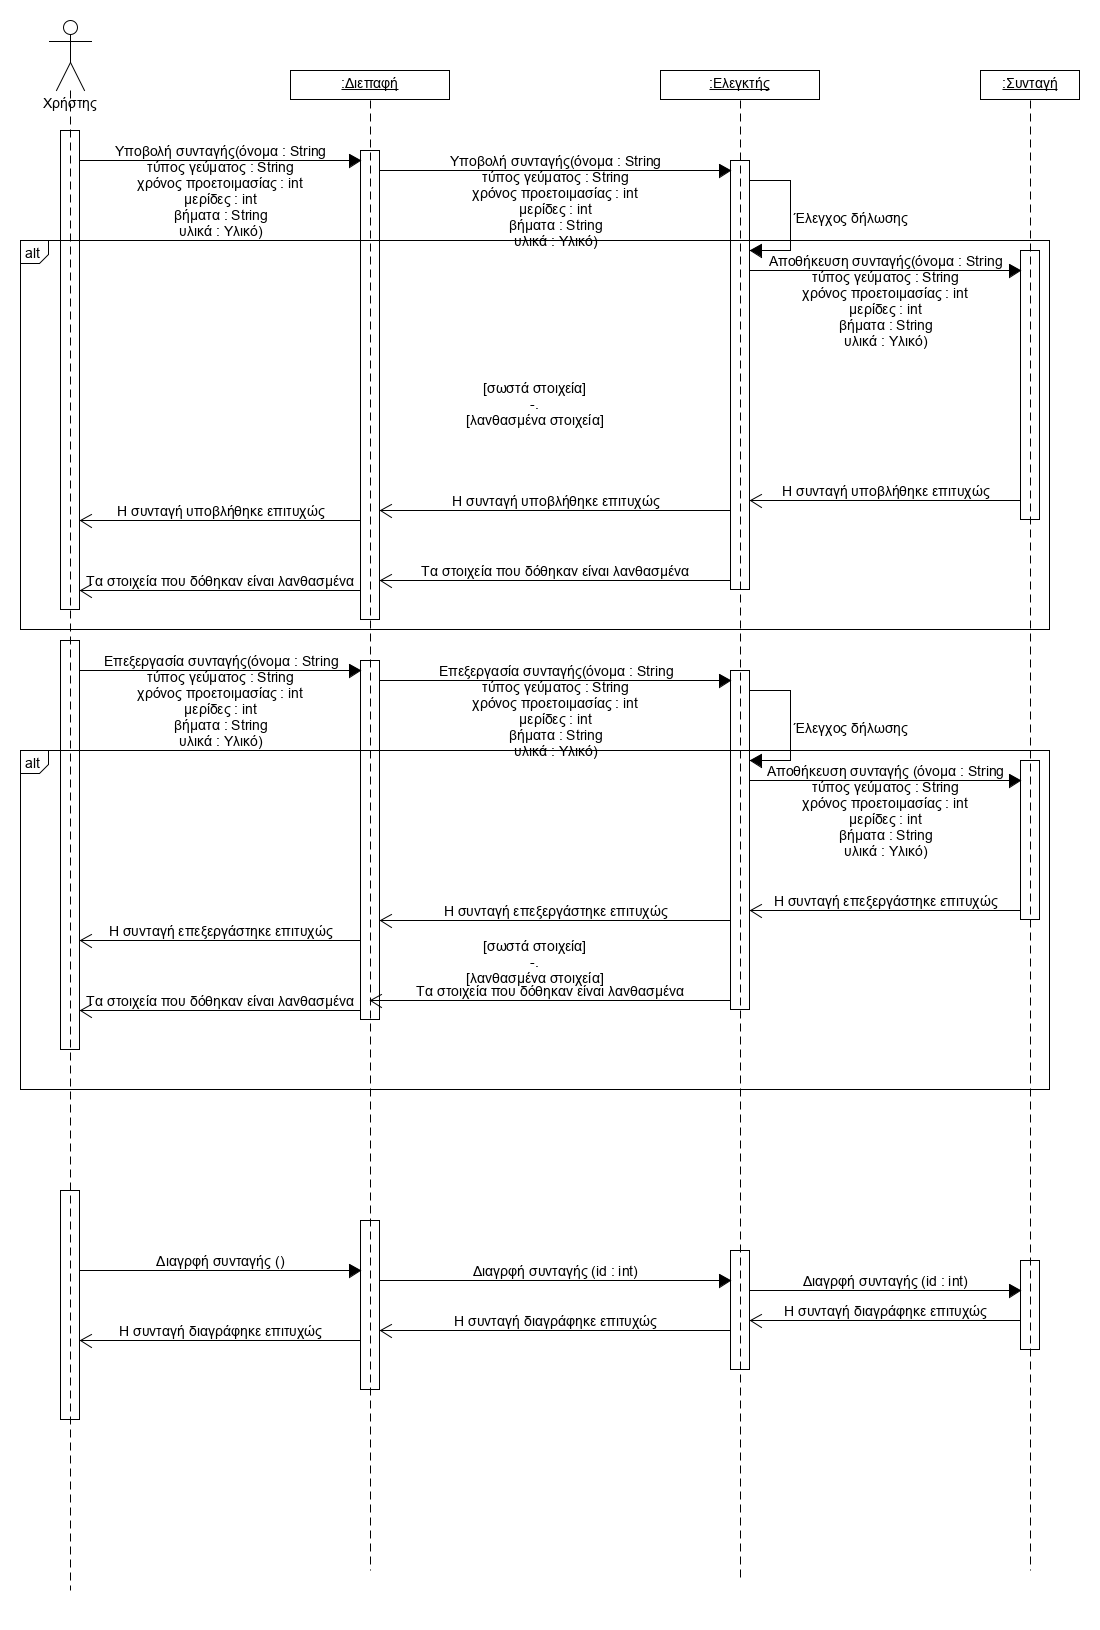 Χρήστης
:Διεπαφή
:Ελεγκτής
:Συνταγή
Υποβολή συνταγής(όνομα : String
τύπος γεύματος : String
χρόνος προετοιμασίας : int
μερίδες : int
βήματα : String
υλικά : Υλικό)
Υποβολή συνταγής(όνομα : String
τύπος γεύματος : String
χρόνος προετοιμασίας : int
μερίδες : int
βήματα : String
υλικά : Υλικό)
Έλεγχος δήλωσης
alt
Αποθήκευση συνταγής(όνομα : String
τύπος γεύματος : String
χρόνος προετοιμασίας : int
μερίδες : int
βήματα : String
υλικά : Υλικό)
[σωστά στοιχεία]
-.
[λανθασμένα στοιχεία]
Η συνταγή υποβλήθηκε επιτυχώς
Η συνταγή υποβλήθηκε επιτυχώς
Η συνταγή υποβλήθηκε επιτυχώς
Τα στοιχεία που δόθηκαν είναι λανθασμένα
Τα στοιχεία που δόθηκαν είναι λανθασμένα
Επεξεργασία συνταγής(όνομα : String
τύπος γεύματος : String
χρόνος προετοιμασίας : int
μερίδες : int
βήματα : String
υλικά : Υλικό)
Επεξεργασία συνταγής(όνομα : String
τύπος γεύματος : String
χρόνος προετοιμασίας : int
μερίδες : int
βήματα : String
υλικά : Υλικό)
Έλεγχος δήλωσης
alt
Αποθήκευση συνταγής (όνομα : String
τύπος γεύματος : String
χρόνος προετοιμασίας : int
μερίδες : int
βήματα : String
υλικά : Υλικό)
Η συνταγή επεξεργάστηκε επιτυχώς
Η συνταγή επεξεργάστηκε επιτυχώς
Η συνταγή επεξεργάστηκε επιτυχώς
[σωστά στοιχεία]
-.
[λανθασμένα στοιχεία]
Τα στοιχεία που δόθηκαν είναι λανθασμένα
Τα στοιχεία που δόθηκαν είναι λανθασμένα
Διαγρφή συνταγής ()
Διαγρφή συνταγής (id : int)
Διαγρφή συνταγής (id : int)
Η συνταγή διαγράφηκε επιτυχώς
Η συνταγή διαγράφηκε επιτυχώς
Η συνταγή διαγράφηκε επιτυχώς